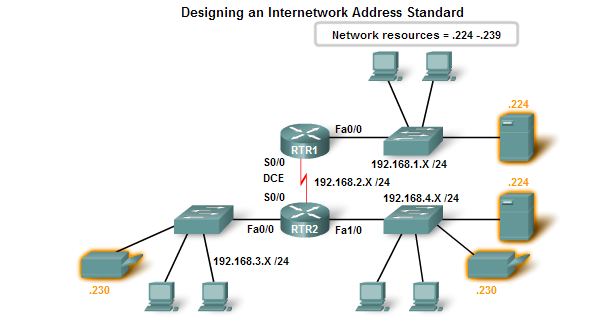 Designing an Internetwork Address Standard
Network resources = .224 -.239
.224
Fa0/0
RTR1
S0/0
192.168.1.X /24
DCE
192.168.2.X /24
.224
S0/0
192.168.4.X /24
RTR2
Fa0/0
Fa1/0
192.168.3.X /24
.230
.230